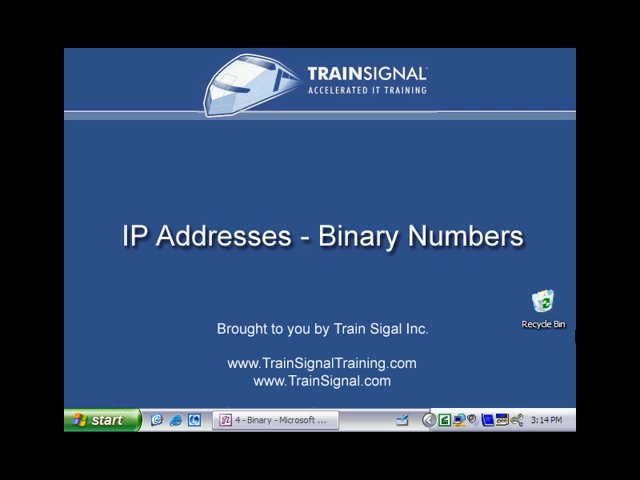 TRAINSIGNAL
ACCELERATED IT TRAINING
IP Addresses - Binary Numbers
Recycle Bin
Brought to you by Train Sigal Inc.
www.TrainSignalTraining.com
www.TrainSignal.com
start
4 - Binary - Microsoft ...
3:14 PM